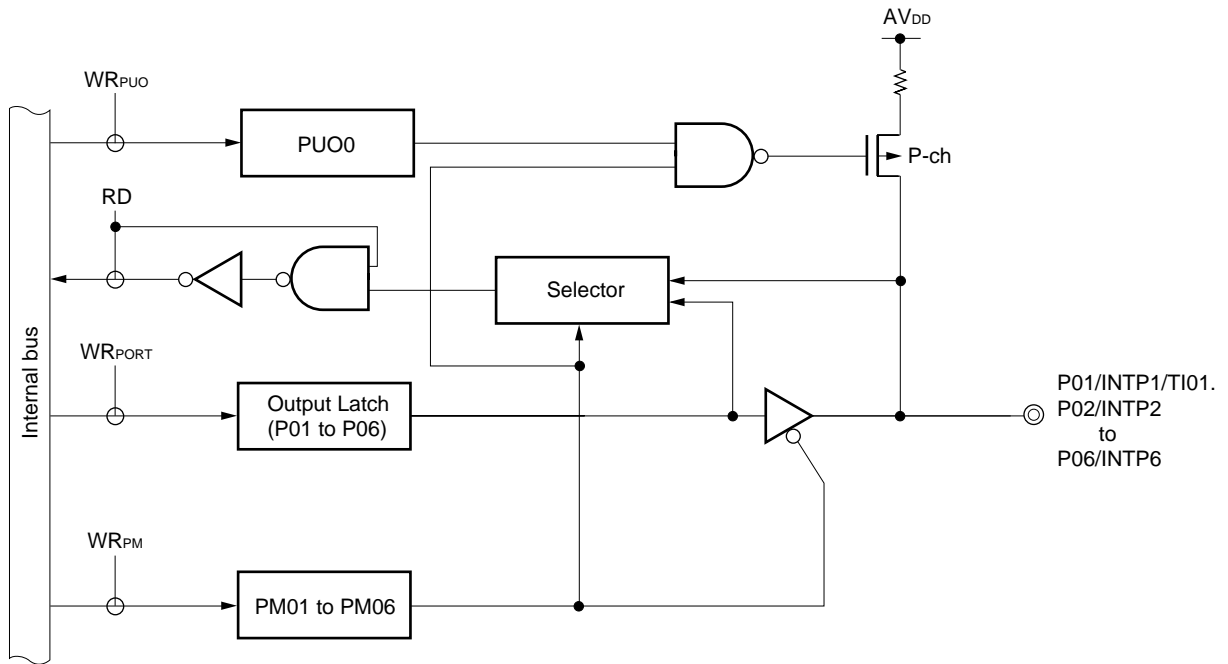 AVDD
WRPUO
PUO0
P-ch
RD
Selector
Internal bus
WRPORT
Output Latch
(P01 to P06)
P01/INTP1/TI01.
P02/INTP2
to
P06/INTP6
WRPM
PM01 to PM06